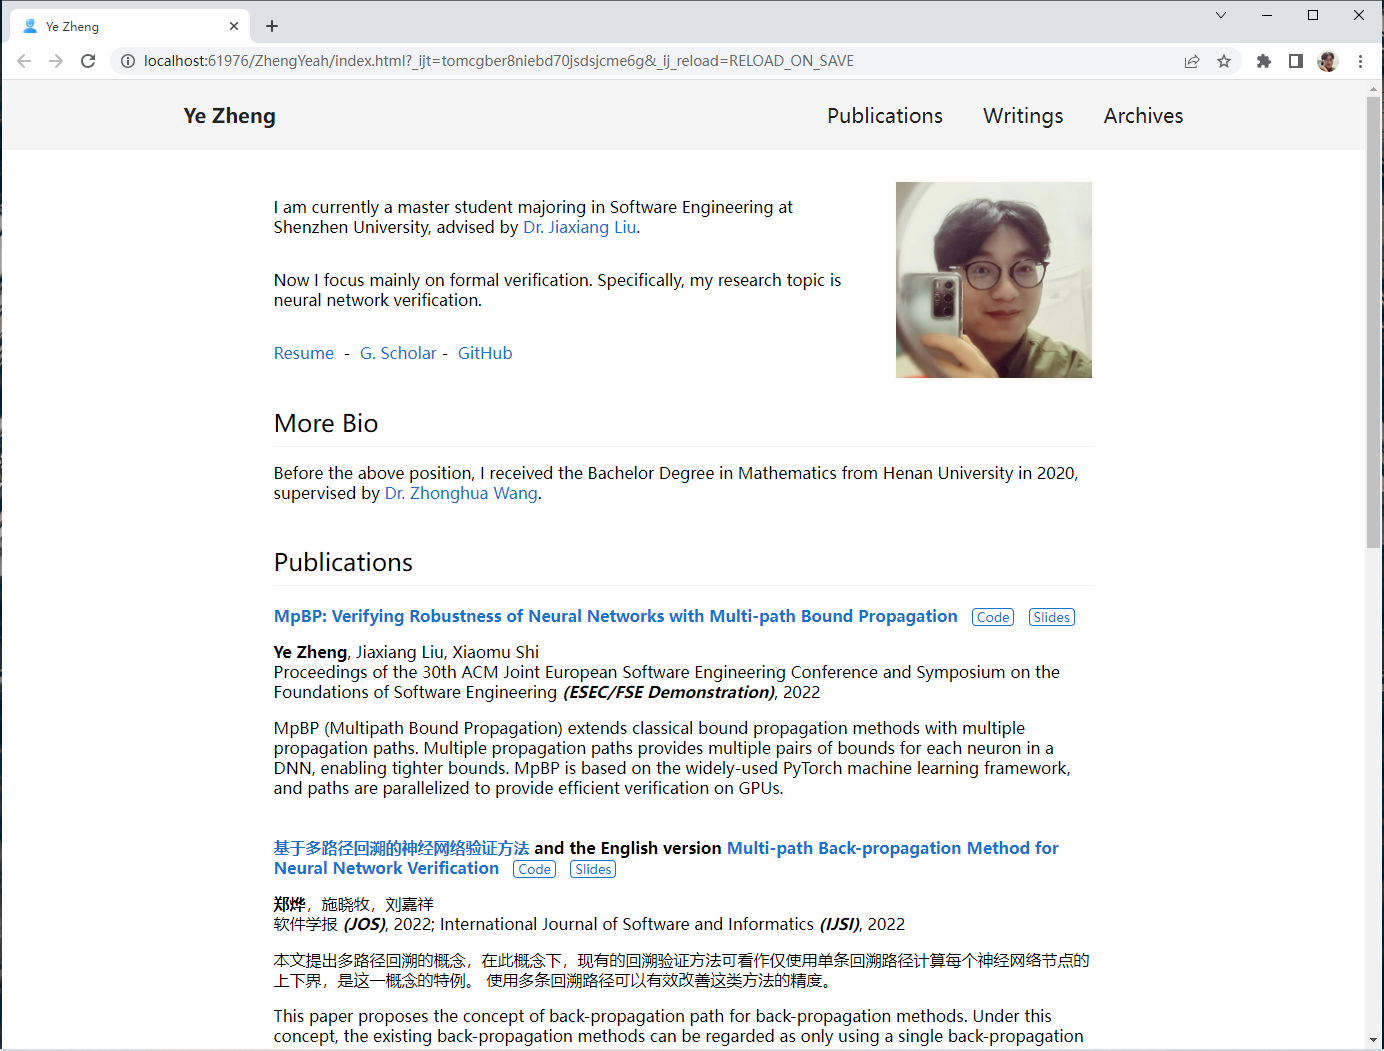 Ye Zheng
localhost:61976/ZhengYeah/index.html?_ijt=tomcgber8niebd70jsdsjcme6g&_ij_reload=RELOAD_ON_SAVE
Ye Zheng Publications Writings Archives
I am currently a master student majoring in Software Engineering at
Shenzhen University, advised by Dr. Jiaxiang Liu.
Now I focus mainly on formal verification. Specifically, my research topic is
neural network verification.
Resume - G. Scholar - GitHub
More Bio
Before the above position, I received the Bachelor Degree in Mathematics from Henan University in 2020,
supervised by Dr. Zhonghua Wang.
Publications
MpBP: Verifying Robustness of Neural Networks with Multi-path Bound Propagation Code Slides
Ye Zheng, Jiaxiang Liu, Xiaomu Shi
Proceedings of the 30th ACM Joint European Software Engineering Conference and Symposium on the
Foundations of Software Engineering (ESEC/FSE Demonstration), 2022
MpBP (Multipath Bound Propagation) extends classical bound propagation methods with multiple
propagation paths. Multiple propagation paths provides multiple pairs of bounds for each neuron in a
DNN, enabling tighter bounds. MpBP is based on the widely-used PyTorch machine learning framework,
and paths are parallelized to provide efficient verification on GPUs.
基于多路径回溯的神经网络验证方法 and the English version Multi-path Back-propagation Method for
Neural Network Verification Code Slides
郑烨，施晓牧，刘嘉祥
软件学报 (JOS), 2022; International Journal of Software and Informatics (IJSI), 2022
本文提出多路径回溯的概念，在此概念下，现有的回溯验证方法可看作仅使用单条回溯路径计算每个神经网络节点的
上下界，是这一概念的特例。 使用多条回溯路径可以有效改善这类方法的精度。
This paper proposes the concept of back-propagation path for back-propagation methods. Under this
concept, the existing back-propagation methods can be regarded as only using a single back-propagation